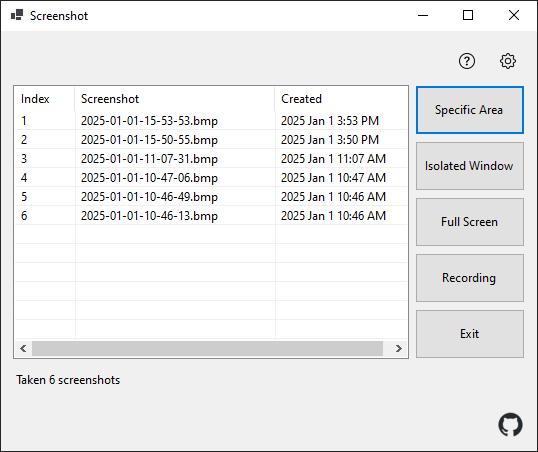 Screenshot
Index Screenshot Created
1 2025-01-01-15-53-53.bmp 2025 Jan 1 3:53 PM
2 2025-01-01-15-50-55.bmp 2025 Jan 1 3:50 PM
3 2025-01-01-11-07-31.bmp 2025 Jan 1 11:07 AM
4 2025-01-01-10-47-06.bmp 2025 Jan 1 10:47 AM
5 2025-01-01-10-46-49.bmp 2025 Jan 1 10:46 AM
6 2025-01-01-10-46-13.bmp 2025 Jan 1 10:46 AM
Specific Area
Isolated Window
Full Screen
Recording
Exit
Taken 6 screenshots